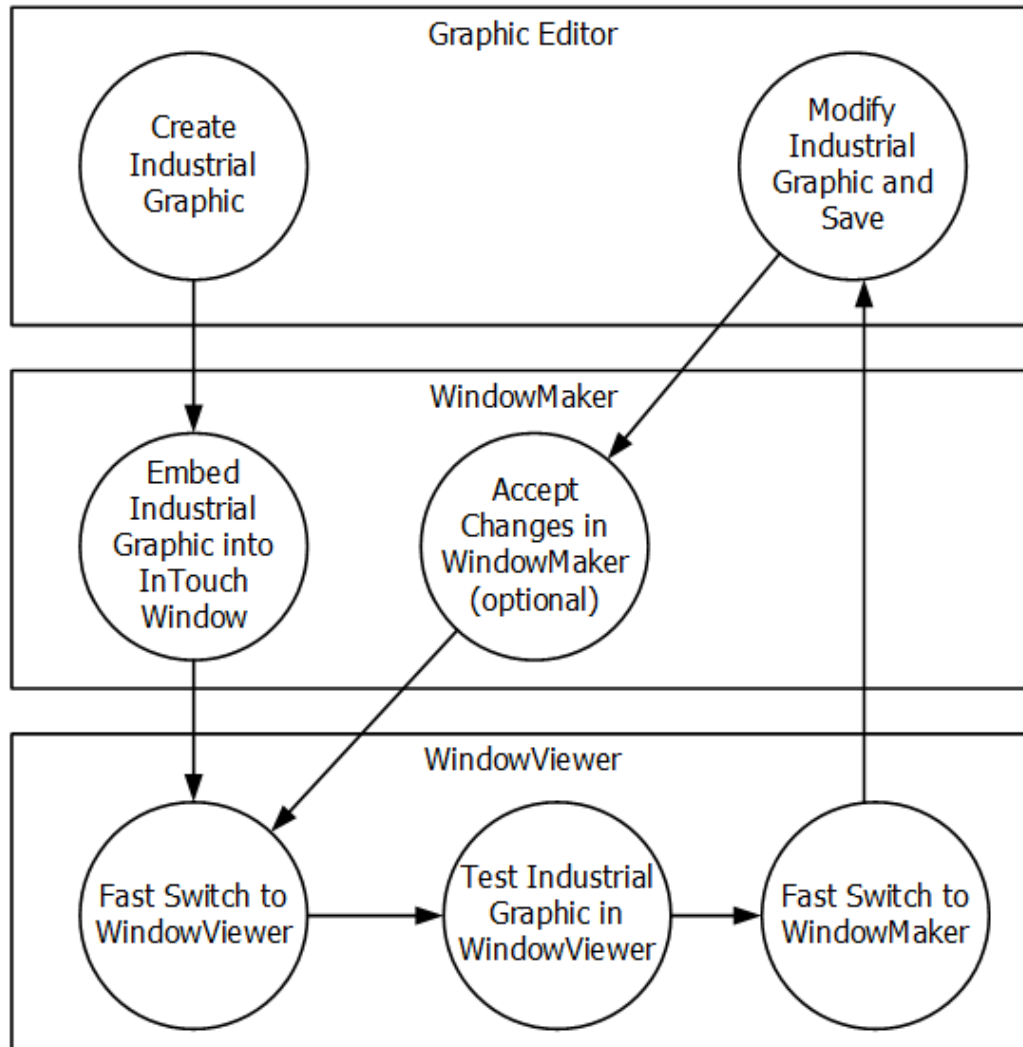 Graphic Editor
Create
Industrial
Graphic
Modify
Industrial
Graphic and
Save
WindowMaker
Embed
Industrial
Graphic into
InTouch
Window
Accept
Changes in
WindowMaker
(optional)
WindowViewer
Fast Switch to
WindowViewer
Test Industrial
Graphic in
WindowViewer
Fast Switch to
WindowMaker